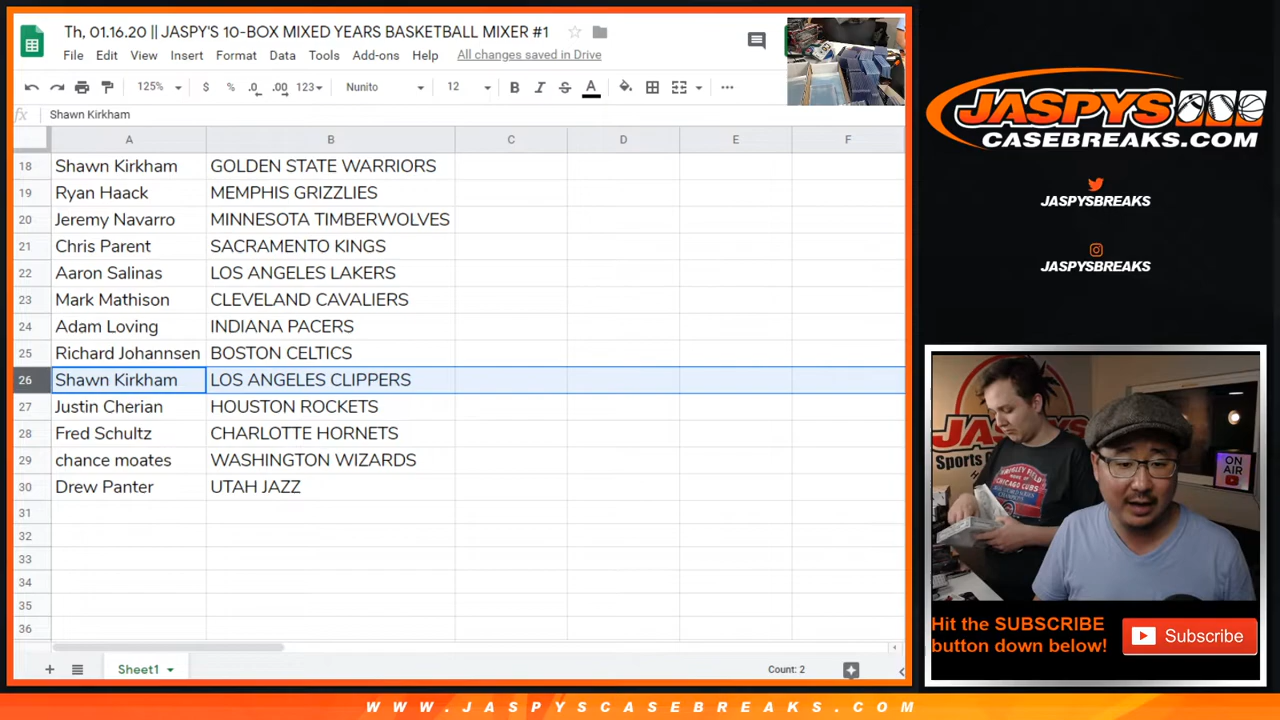 Th, 01.16.20 || JASPY'S 10-BOX MIXED YEARS BASKETBALL MIXER #1
File Edit View Insert Format Data Tools Add-ons Help All changes saved in Drive
125% $ % .0 .00 123 Nunito 12 B I S A
fx Shawn Kirkham
A B C D E F
18 Shawn Kirkham GOLDEN STATE WARRIORS
19 Ryan Haack MEMPHIS GRIZZLIES
20 Jeremy Navarro MINNESOTA TIMBERWOLVES
21 Chris Parent SACRAMENTO KINGS
22 Aaron Salinas LOS ANGELES LAKERS
23 Mark Mathison CLEVELAND CAVALIERS
24 Adam Loving INDIANA PACERS
25 Richard Johannsen BOSTON CELTICS
26 Shawn Kirkham LOS ANGELES CLIPPERS
27 Justin Cherian HOUSTON ROCKETS
28 Fred Schultz CHARLOTTE HORNETS
29 chance moates WASHINGTON WIZARDS
30 Drew Panter UTAH JAZZ
31
32
33
34
35
36
Sheet1 Count: 2
JASPYS
CASEBREAKS.COM
JASPYSBREAKS
JASPYSBREAKS
JASPYS
Sports
CHICAGO CUBS
ON
AIR
Hit the SUBSCRIBE
button down below!
Subscribe
WWW.JASPYSCASEBREAKS.COM